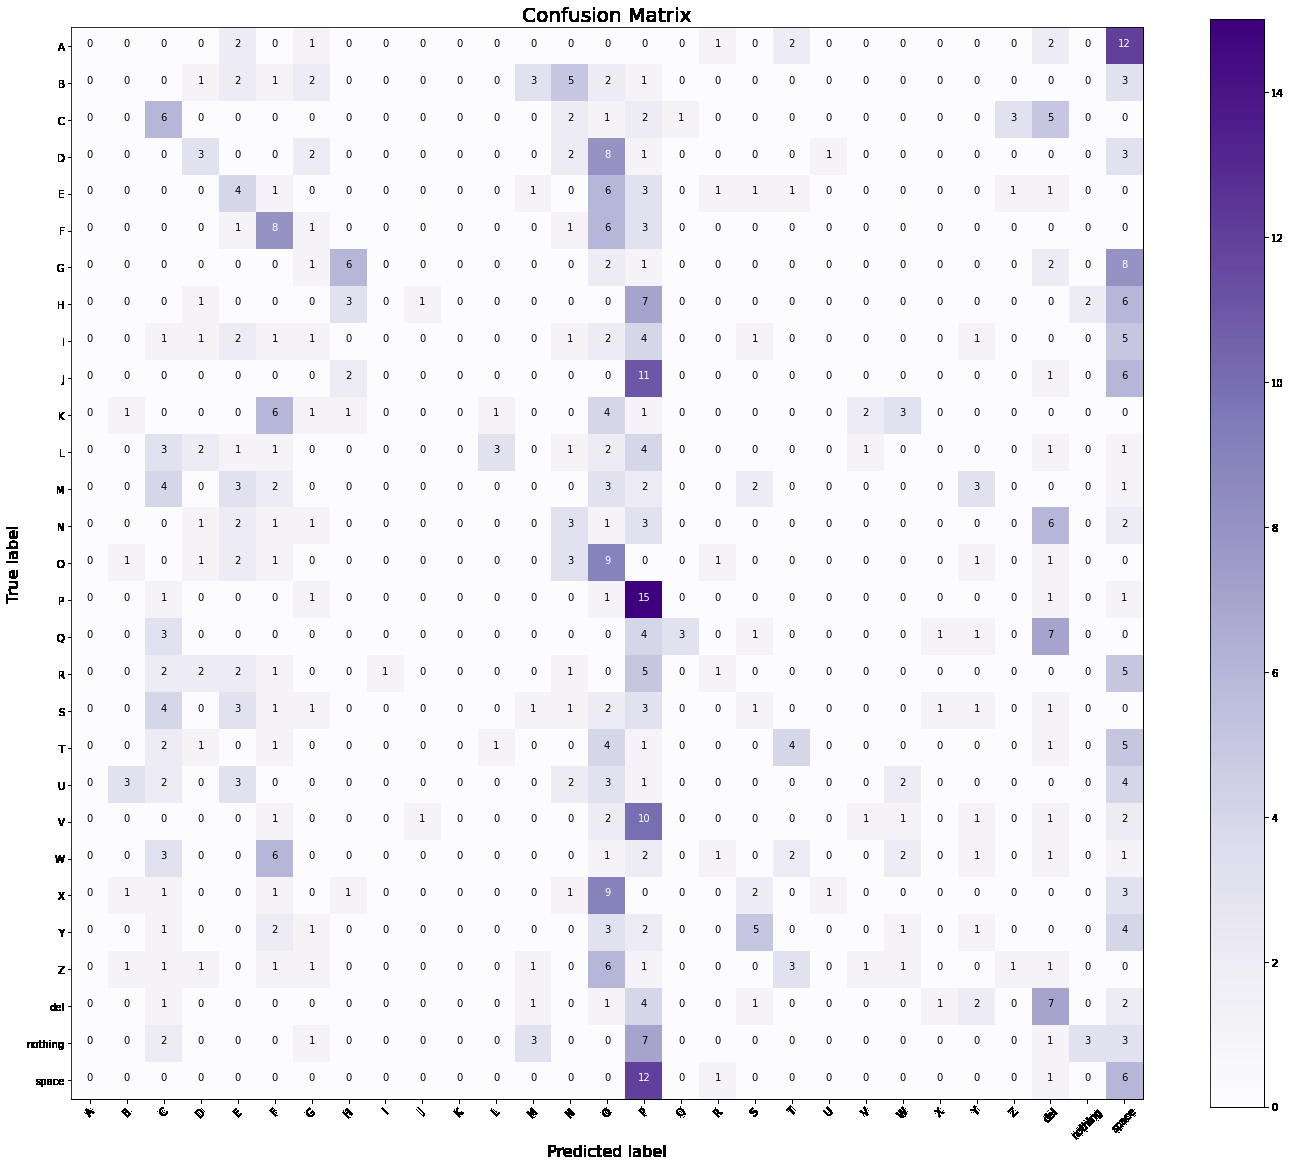 Confusion Matrix
A 0 0 0 0 2 0 1 0 0 0 0 0 0 0 0 0 0 1 0 2 0 0 0 0 0 0 2 0 12
B 0 0 0 1 2 1 2 0 0 0 0 0 3 5 2 1 0 0 0 0 0 0 0 0 0 0 0 0 3
C 0 0 6 0 0 0 0 0 0 0 0 0 0 2 1 2 1 0 0 0 0 0 0 0 0 3 5 0 0
D 0 0 0 3 0 0 2 0 0 0 0 0 0 2 8 1 0 0 0 0 1 0 0 0 0 0 0 0 3
E 0 0 0 0 4 1 0 0 0 0 0 0 1 0 6 3 0 1 1 1 0 0 0 0 0 1 1 0 0
F 0 0 0 0 1 8 1 0 0 0 0 0 0 1 6 3 0 0 0 0 0 0 0 0 0 0 0 0 0
G 0 0 0 0 0 0 1 6 0 0 0 0 0 0 2 1 0 0 0 0 0 0 0 0 0 0 2 0 8
H 0 0 0 1 0 0 0 3 0 1 0 0 0 0 0 7 0 0 0 0 0 0 0 0 0 0 0 2 6
I 0 0 1 1 2 1 1 0 0 0 0 0 0 1 2 4 0 0 1 0 0 0 0 0 1 0 0 0 5
J 0 0 0 0 0 0 0 2 0 0 0 0 0 0 0 11 0 0 0 0 0 0 0 0 0 0 1 0 6
K 0 1 0 0 0 6 1 1 0 0 0 1 0 0 4 1 0 0 0 0 0 2 3 0 0 0 0 0 0
L 0 0 3 2 1 1 0 0 0 0 0 3 0 1 2 4 0 0 0 0 0 1 0 0 0 0 1 0 1
M 0 0 4 0 3 2 0 0 0 0 0 0 0 0 3 2 0 0 2 0 0 0 0 0 3 0 0 0 1
N 0 0 0 1 2 1 1 0 0 0 0 0 0 3 1 3 0 0 0 0 0 0 0 0 0 0 6 0 2
O 0 1 0 1 2 1 0 0 0 0 0 0 0 3 9 0 0 1 0 0 0 0 0 0 1 0 1 0 0
P 0 0 1 0 0 0 1 0 0 0 0 0 0 0 1 15 0 0 0 0 0 0 0 0 0 0 1 0 1
Q 0 0 3 0 0 0 0 0 0 0 0 0 0 0 0 4 3 0 1 0 0 0 0 1 1 0 7 0 0
R 0 0 2 2 2 1 0 0 1 0 0 0 0 1 0 5 0 1 0 0 0 0 0 0 0 0 0 0 5
S 0 0 4 0 3 1 1 0 0 0 0 0 1 1 2 3 0 0 1 0 0 0 0 1 1 0 1 0 0
T 0 0 2 1 0 1 0 0 0 0 0 1 0 0 4 1 0 0 0 4 0 0 0 0 0 0 1 0 5
U 0 3 2 0 3 0 0 0 0 0 0 0 0 2 3 1 0 0 0 0 0 0 2 0 0 0 0 0 4
V 0 0 0 0 0 1 0 0 0 1 0 0 0 0 2 10 0 0 0 0 0 1 1 0 1 0 1 0 2
W 0 0 3 0 0 6 0 0 0 0 0 0 0 0 1 2 0 1 0 2 0 0 2 0 1 0 1 0 1
X 0 1 1 0 0 1 0 1 0 0 0 0 0 1 9 0 0 0 2 0 1 0 0 0 0 0 0 0 3
Y 0 0 1 0 0 2 1 0 0 0 0 0 0 0 3 2 0 0 5 0 0 0 1 0 1 0 0 0 4
Z 0 1 1 1 0 1 1 0 0 0 0 0 1 0 6 1 0 0 0 3 0 1 1 0 0 1 1 0 0
del 0 0 1 0 0 0 0 0 0 0 0 0 1 0 1 4 0 0 1 0 0 0 0 1 2 0 7 0 2
nothing 0 0 2 0 0 0 1 0 0 0 0 0 3 0 0 7 0 0 0 0 0 0 0 0 0 0 1 3 3
space 0 0 0 0 0 0 0 0 0 0 0 0 0 0 0 12 0 1 0 0 0 0 0 0 0 0 1 0 6
A B C D E F G H I J K L M N O P Q R S T U V W X Y Z del nothing space
True label
Predicted label
14
12
10
8
6
4
2
0